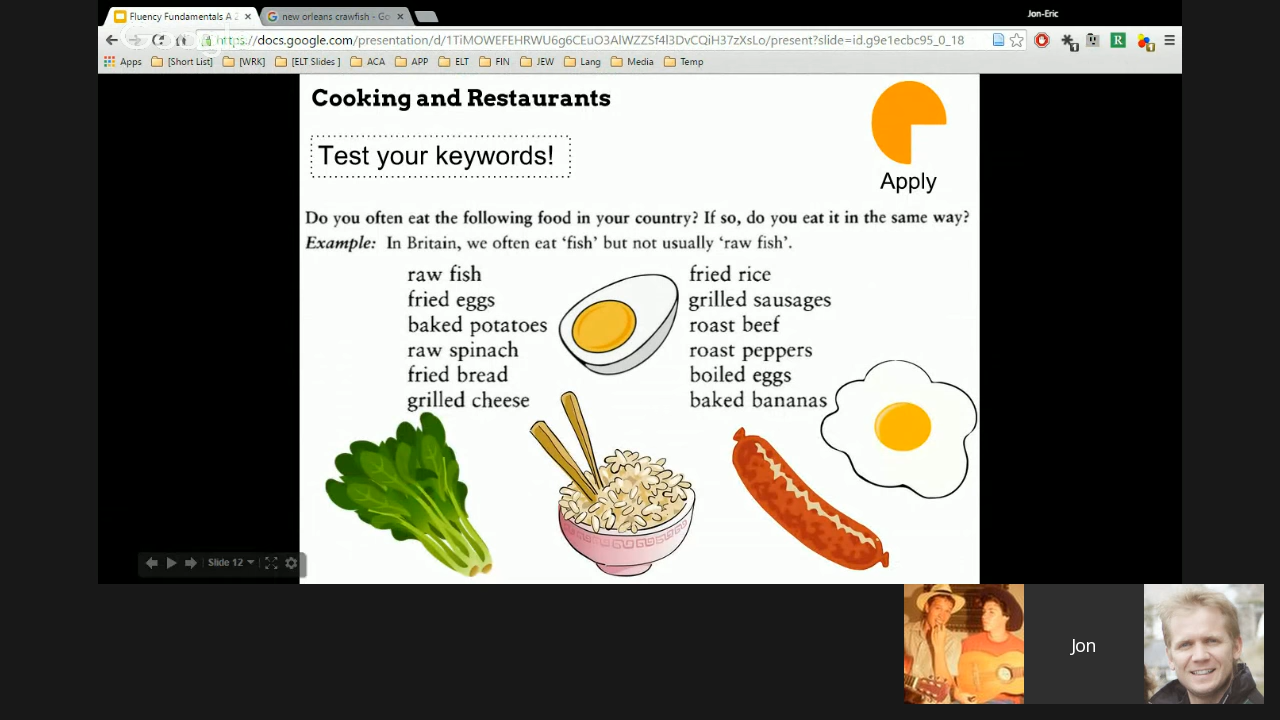 Jon-Eric
Fluency Fundamentals A 2
new orleans crawfish - Go
Google
https://docs.google.com/presentation/d/1TiMOWEFEHRWU6g6CEuO3AlWZZSf4l3DvCQiH37zXsLo/present?slide=id.g9e1ecbc95_0_18
Apps [Short List] [WRK] [ELT Slides ] ACA APP ELT FIN JEW Lang Media Temp
Cooking and Restaurants
Test your keywords!
Apply
Do you often eat the following food in your country? If so, do you eat it in the same way?
Example: In Britain, we often eat ‘fish’ but not usually ‘raw fish’.
raw fish
fried eggs
baked potatoes
raw spinach
fried bread
grilled cheese
fried rice
grilled sausages
roast beef
roast peppers
boiled eggs
baked bananas
Slide 12
Jon